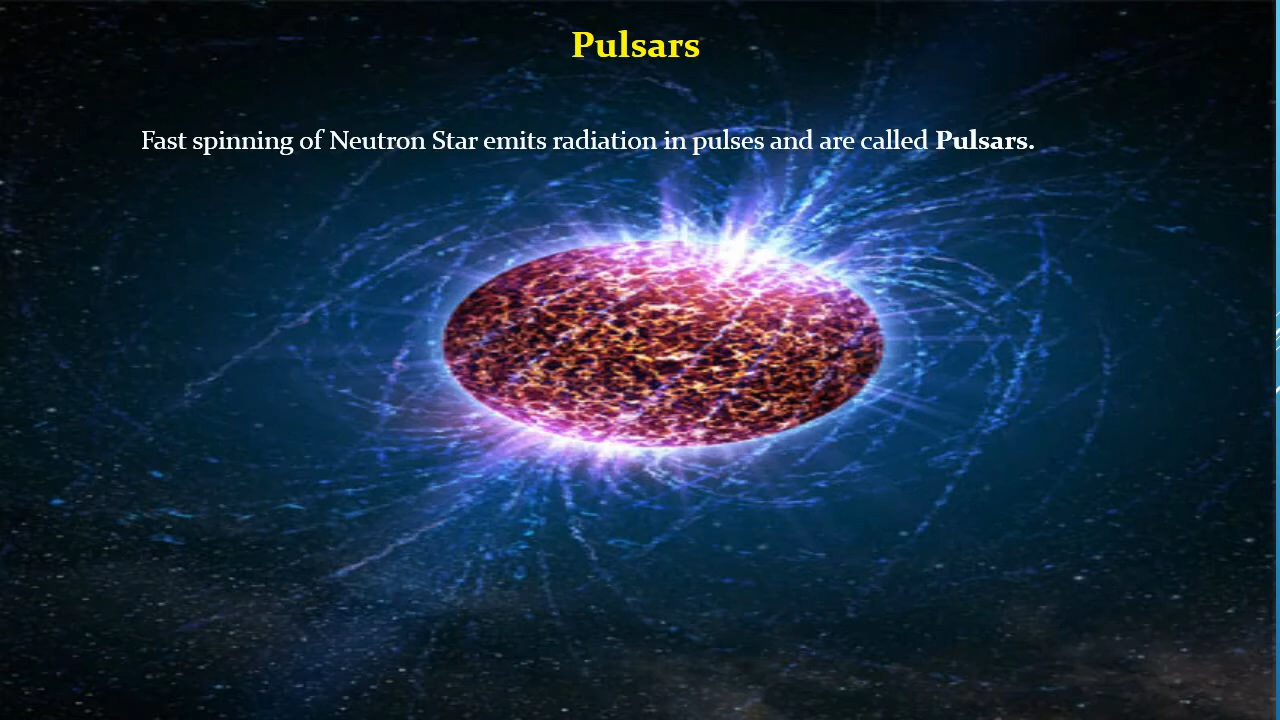 Pulsars
Fast spinning of Neutron Star emits radiation in pulses and are called Pulsars.